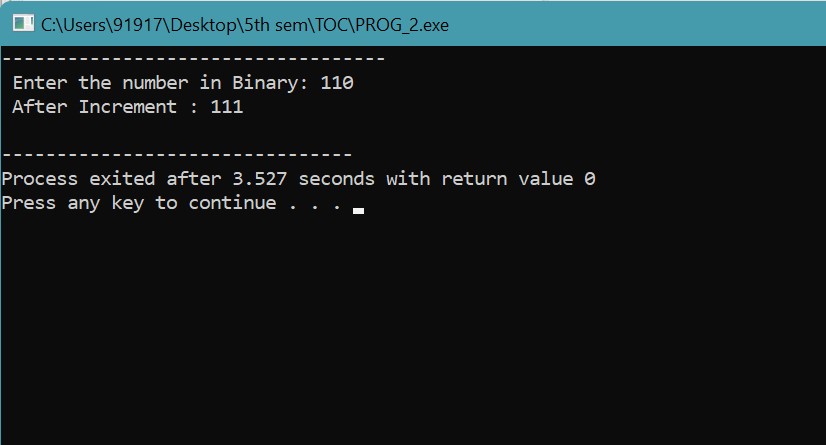 C:\Users\91917\Desktop\5th sem\TOC\PROG_2.exe
-----------------------------------
Enter the number in Binary: 110
After Increment : 111
--------------------------------
Process exited after 3.527 seconds with return value 0
Press any key to continue . . .